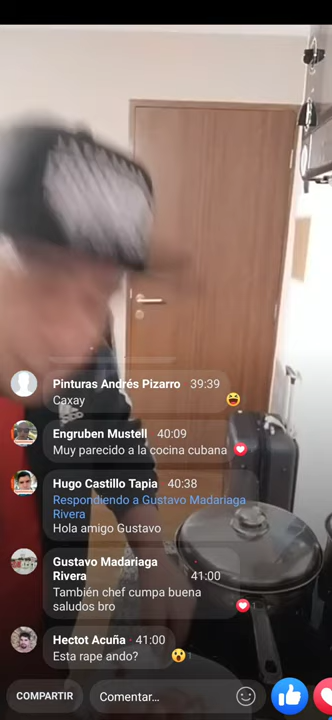 Pinturas Andrés Pizarro 39:39
Caxay
Engruben Mustell 40:09
Muy parecido a la cocina cubana
Hugo Castillo Tapia 40:38
Respondiendo a Gustavo Madariaga
Rivera
Hola amigo Gustavo
Gustavo Madariaga
Rivera 41:00
También chef cumpa buena
saludos bro
1
Hectot Acuña 41:00
Esta rape ando?
1
COMPARTIR
Comentar...